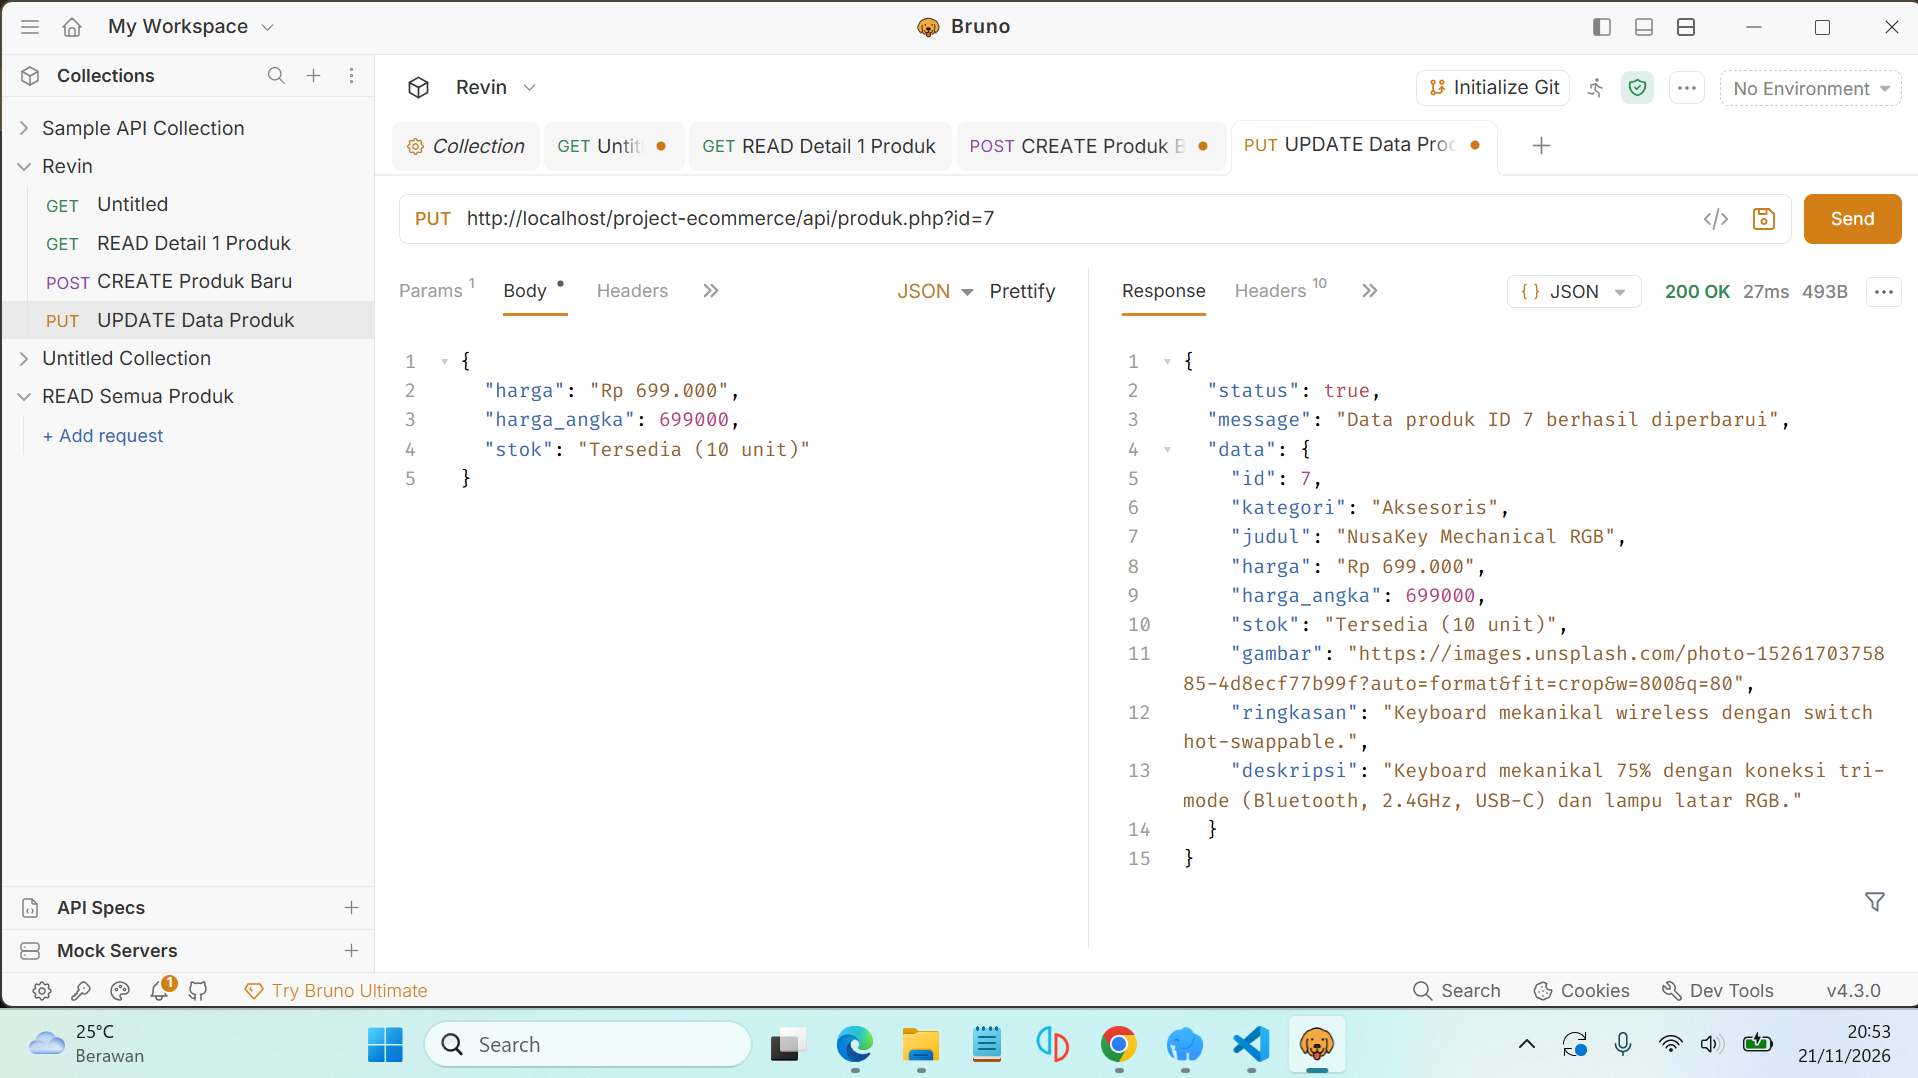 My Workspace
Bruno
Collections
Sample API Collection
Revin
GET Untitled
GET READ Detail 1 Produk
POST CREATE Produk Baru
PUT UPDATE Data Produk
Untitled Collection
READ Semua Produk
+ Add request
API Specs
Mock Servers
Revin
Initialize Git
No Environment
Collection
GET Untit
GET READ Detail 1 Produk
POST CREATE Produk B
PUT UPDATE Data Proc
PUT http://localhost/project-ecommerce/api/produk.php?id=7
Send
Params 1
Body
Headers
JSON
Prettify
1 {
2 "harga": "Rp 699.000",
3 "harga_angka": 699000,
4 "stok": "Tersedia (10 unit)"
5 }
Response
Headers 10
{ } JSON
200 OK 27ms 493B
1 {
2 "status": true,
3 "message": "Data produk ID 7 berhasil diperbarui",
4 "data": {
5 "id": 7,
6 "kategori": "Aksesoris",
7 "judul": "NusaKey Mechanical RGB",
8 "harga": "Rp 699.000",
9 "harga_angka": 699000,
10 "stok": "Tersedia (10 unit)",
11 "gambar": "https://images.unsplash.com/photo-15261703758
85-4d8ecf77b99f?auto=format&fit=crop&w=800&q=80",
12 "ringkasan": "Keyboard mekanikal wireless dengan switch
hot-swappable.",
13 "deskripsi": "Keyboard mekanikal 75% dengan koneksi tri-
mode (Bluetooth, 2.4GHz, USB-C) dan lampu latar RGB."
14 }
15 }
1
Try Bruno Ultimate
Search
Cookies
Dev Tools
v4.3.0
25°C
Berawan
Search
20:53
21/11/2026